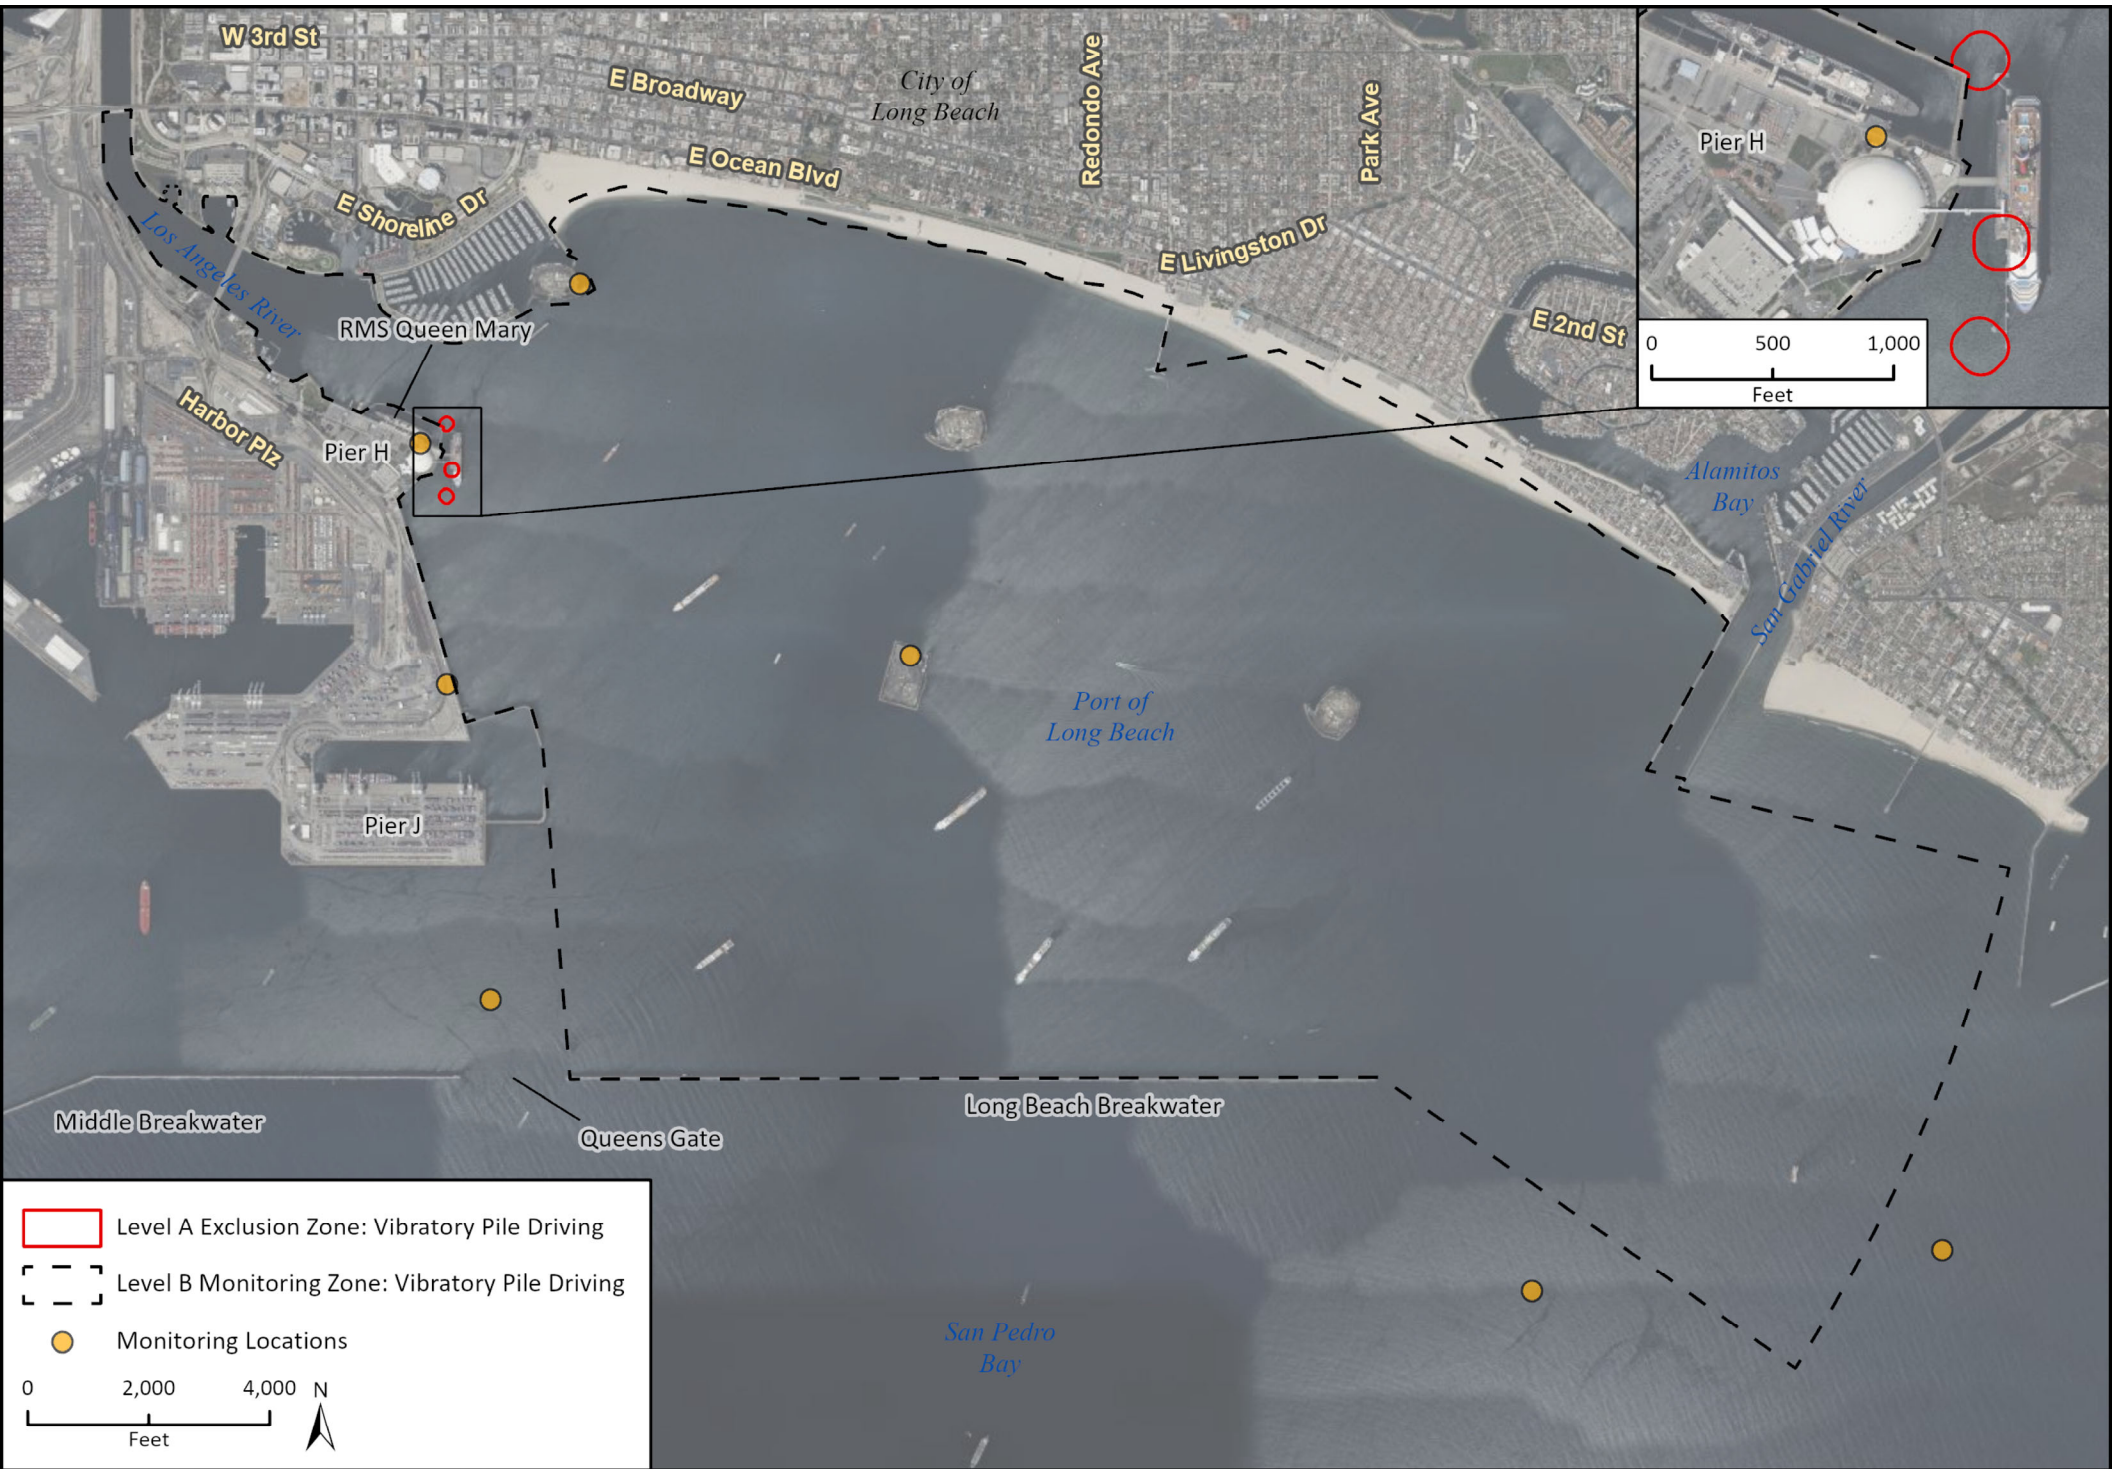 W 3rd St
E Broadway
City of
Long Beach
Redondo Ave
Park Ave
E Ocean Blvd
E Shoreline Dr
Los Angeles River
E Livingston Dr
E 2nd St
RMS Queen Mary
Harbor Plz
Pier H
Pier H
0 500 1,000
Feet
Alamitos
Bay
San Gabriel River
Port of
Long Beach
Pier J
Middle Breakwater
Queens Gate
Long Beach Breakwater
San Pedro
Bay
Level A Exclusion Zone: Vibratory Pile Driving
Level B Monitoring Zone: Vibratory Pile Driving
Monitoring Locations
0 2,000 4,000 N
Feet